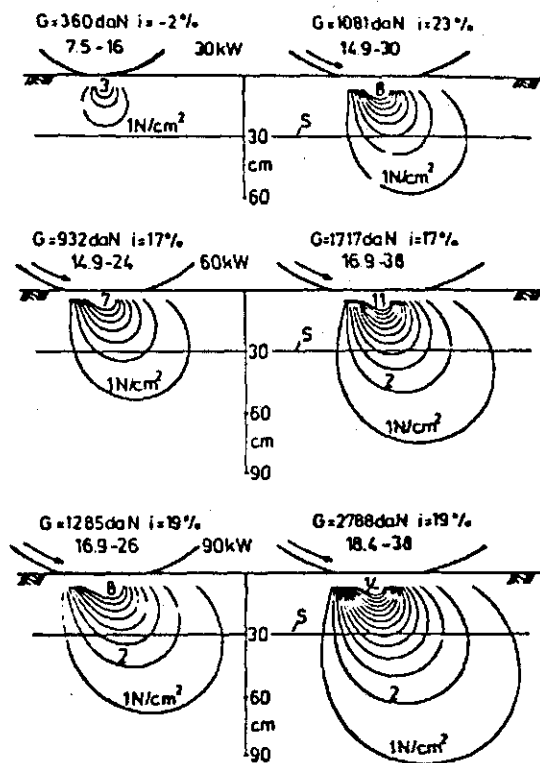 G=360daN i=-2% G=1081daN i=23%
7.5-16 30kW 14.9-30
3 8
1N/cm² S 30 1N/cm²
cm
60
G=932daN i=17% G=1717daN i=17%
14.9-24 60kW 16.9-38
7 11
S
30
1N/cm² 2
60 1N/cm²
cm
90
G=1285daN i=19% G=2788daN i=19%
16.9-26 90kW 18.4-38
8
S
30
2
1N/cm² 60 2
cm 1N/cm²
90